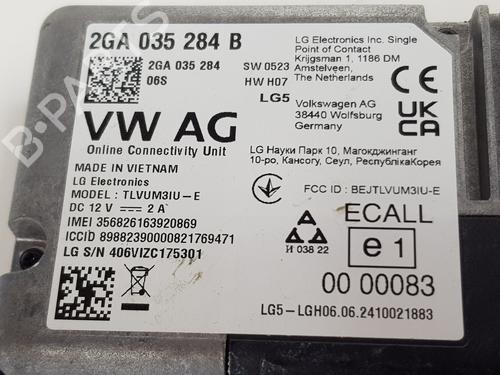 2GA 035 284 B
2GA 035 284
06S
SW 0523
HW H07
LG5
LG Electronics Inc. Single
Point of Contact
Krijgsman 1, 1186 DM
Amstelveen,
The Netherlands
Volkswagen AG
38440 Wolfsburg
Germany
CE
UK
CA
VW AG
Online Connectivity Unit
LG Науки Парк 10, Магокджинганг
10-ро, Кансогу, Сеул, РеспубликаКорея
MADE IN VIETNAM
LG Electronics
MODEL : TLVUM3IU-E
DC 12 V 2 A
IMEI 356826163920869
ICCID 89882390000821769471
LG S/N 406VIZC175301
FCC ID : BEJTLVUM3IU-E
И 038 22
ECALL
e 1
00 00083
LG5-LGH06.06.2410021883
B-PARTS